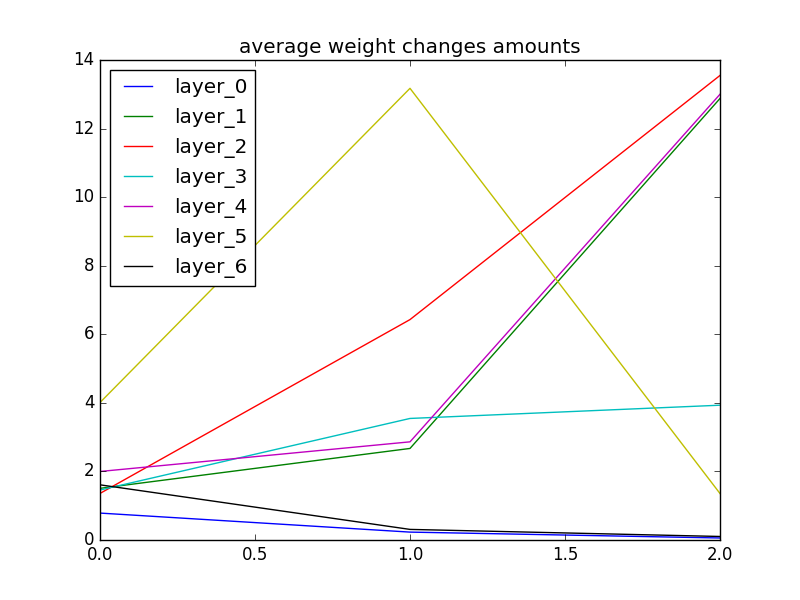 average weight changes amounts
14
12
10
8
6
4
2
0
layer_0
layer_1
layer_2
layer_3
layer_4
layer_5
layer_6
0.0 0.5 1.0 1.5 2.0